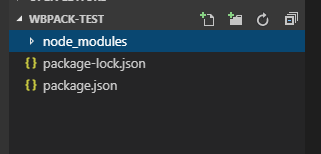 WBPACK-TEST
node_modules
{ } package-lock.json
{ } package.json